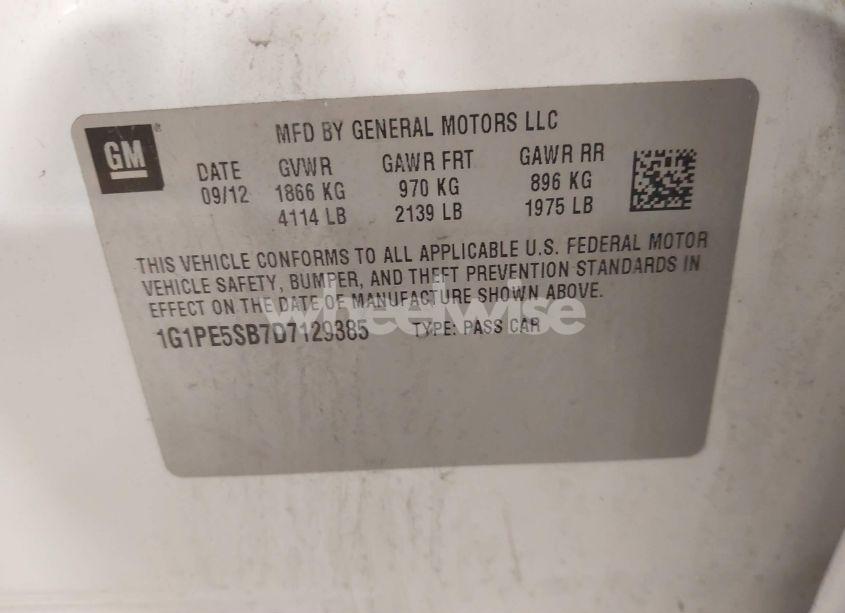 GM
MFD BY GENERAL MOTORS LLC
DATE GVWR GAWR FRT GAWR RR
09/12 1866 KG 970 KG 896 KG
4114 LB 2139 LB 1975 LB
THIS VEHICLE CONFORMS TO ALL APPLICABLE U.S. FEDERAL MOTOR
VEHICLE SAFETY, BUMPER, AND THEFT PREVENTION STANDARDS IN
EFFECT ON THE DATE OF MANUFACTURE SHOWN ABOVE.
1G1PE5SB7D7129385 TYPE: PASS CAR
wheelwise